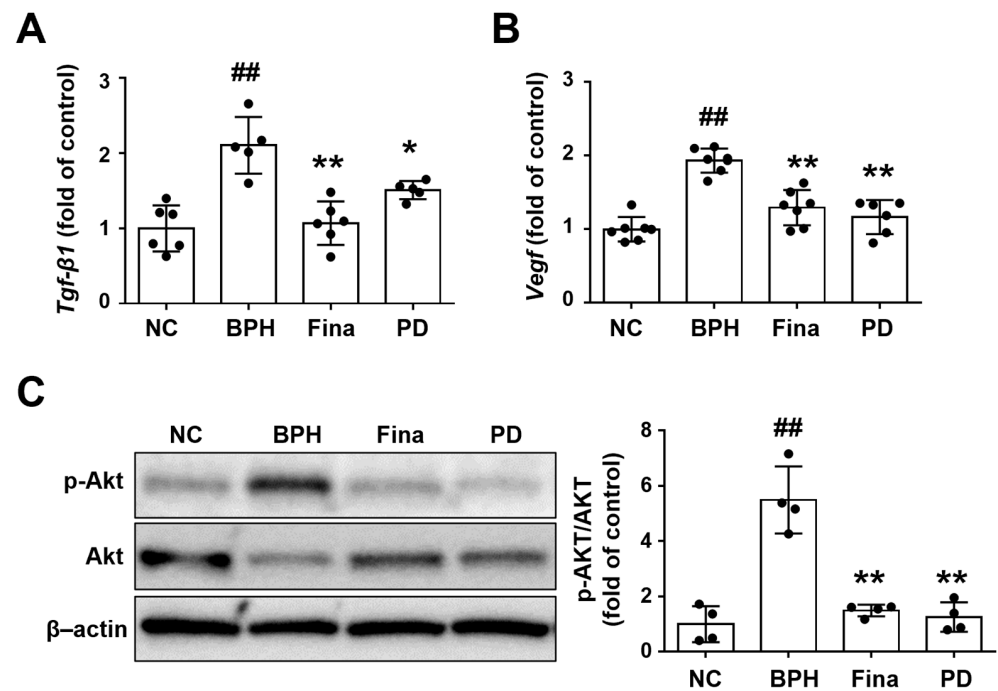 A
Tgf-β1 (fold of control)
3
2
1
0
##
**
*
NC BPH Fina PD
B
Vegf (fold of control)
3
2
1
0
##
**
**
NC BPH Fina PD
C
NC BPH Fina PD
p-Akt
Akt
β–actin
p-AKT/AKT
(fold of control)
8
6
4
2
0
##
**
**
NC BPH Fina PD